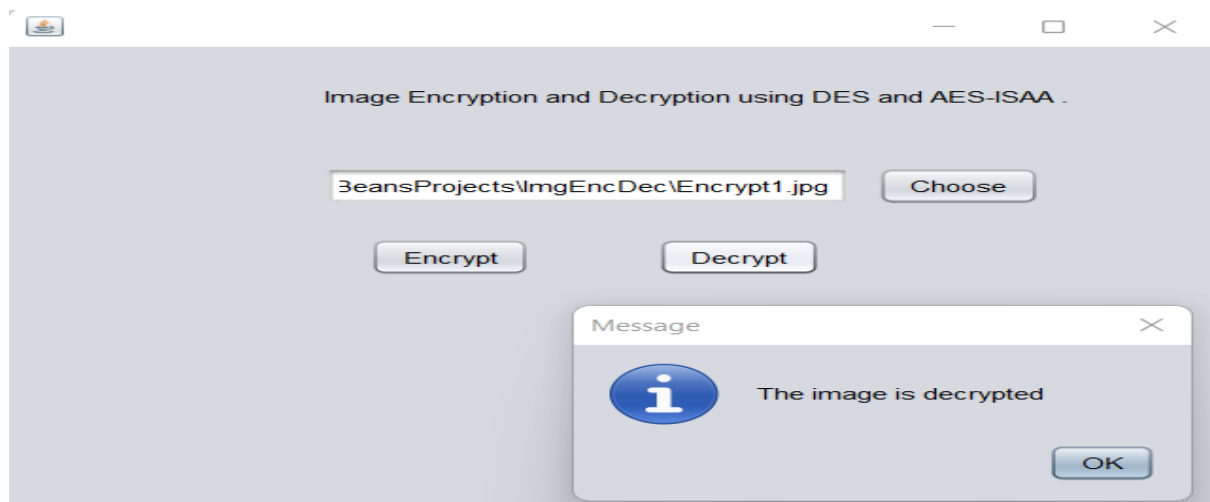 Image Encryption and Decryption using DES and AES-ISAA .
BeansProjects\ImgEncDec\Encrypt1.jpg Choose
Encrypt Decrypt
Message
The image is decrypted
OK